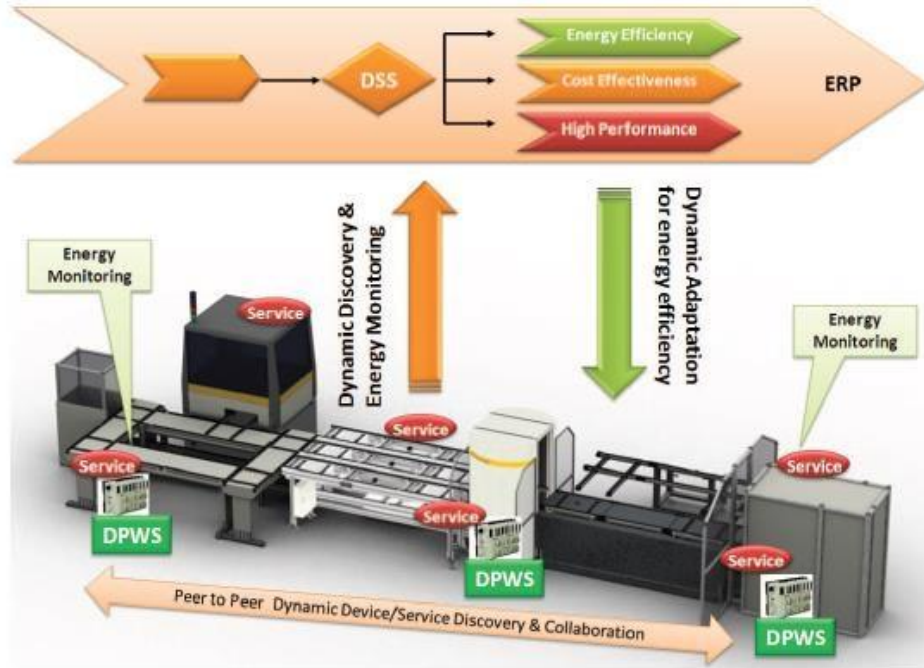 Energy Efficiency
DSS
Cost Effectiveness
ERP
High Performance
Dynamic Discovery &
Energy Monitoring
Dynamic Adaptation
for energy efficiency
Energy
Monitoring
Service
Energy
Monitoring
Service
Service
Service
Service
Service
DPWS
DPWS
DPWS
Peer to Peer Dynamic Device/Service Discovery & Collaboration